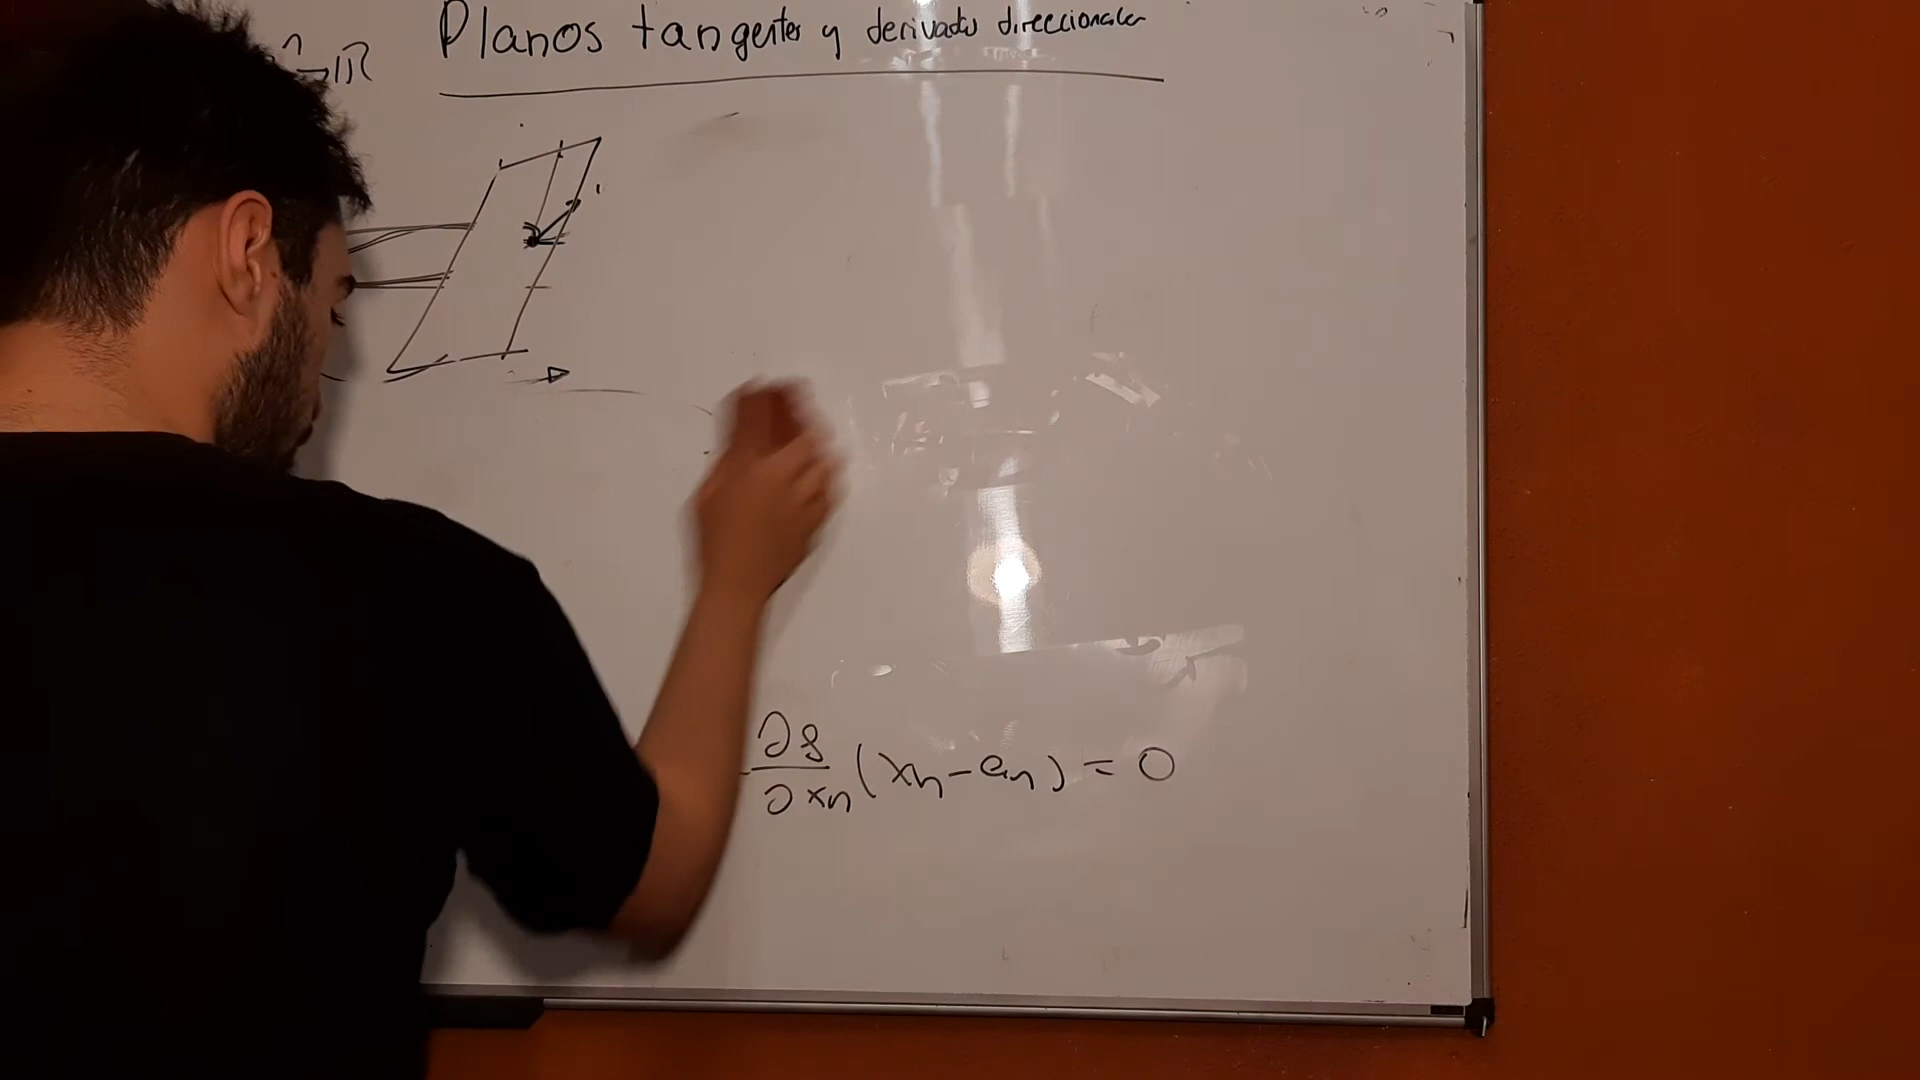 Planos tangentes y derivadas direccionales
n
→ℝ
∂g/∂xn (xn - an) = 0